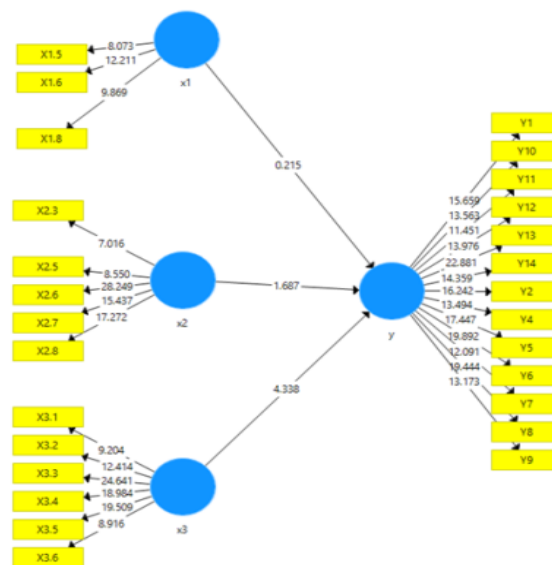 X1.5
X1.6
X1.8
8.073
12.211
9.869
x1
0.215
X2.3
X2.5
X2.6
X2.7
X2.8
7.016
8.550
28.249
15.437
17.272
x2
1.687
X3.1
X3.2
X3.3
X3.4
X3.5
X3.6
9.204
12.414
24.641
18.984
19.509
8.916
x3
4.338
y
15.659
13.563
11.451
13.976
22.881
14.359
16.242
13.494
17.447
19.892
12.091
19.444
13.173
Y1
Y10
Y11
Y12
Y13
Y14
Y2
Y4
Y5
Y6
Y7
Y8
Y9